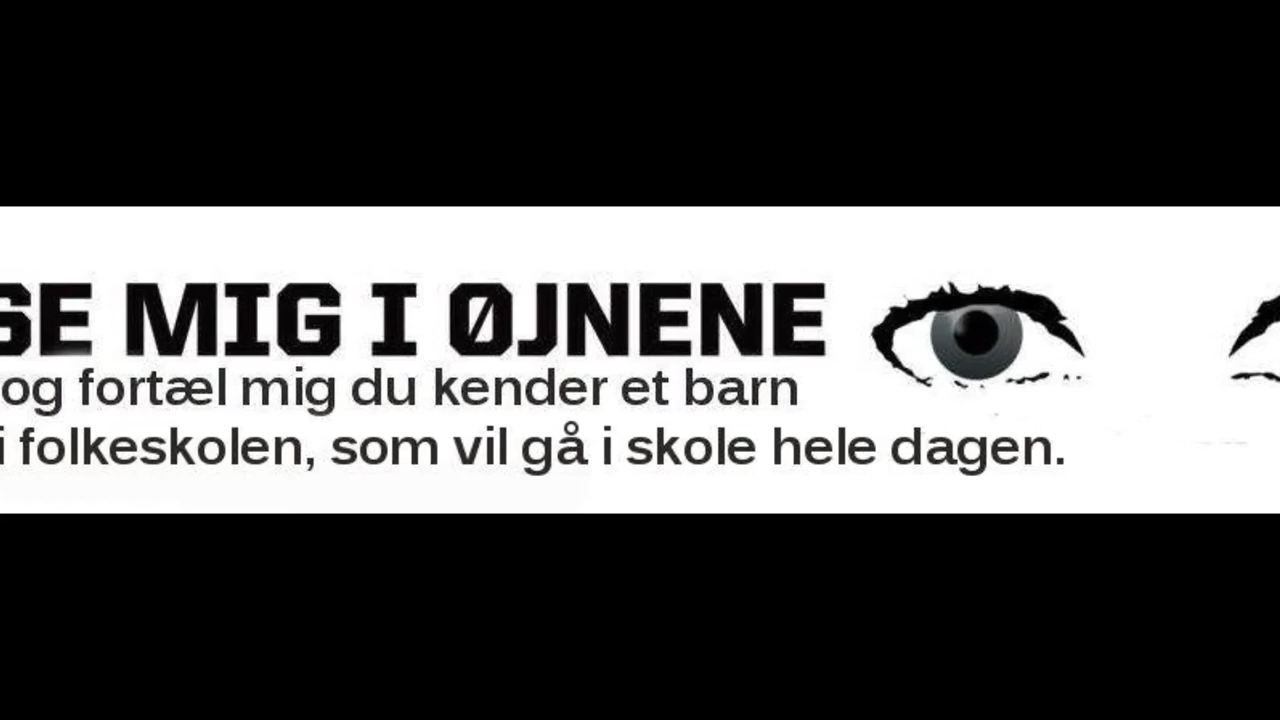 SE MIG I ØJNENE
og fortæl mig du kender et barn
i folkeskolen, som vil gå i skole hele dagen.